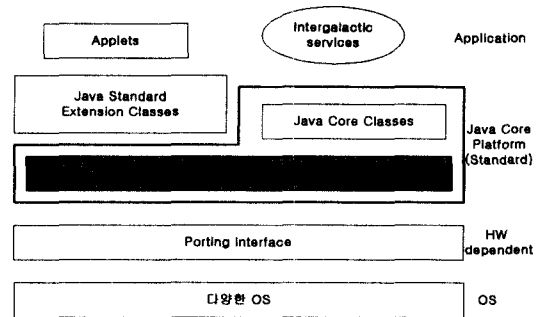 Applets
Intergalactic
services
Application
Java Standard
Extension Classes
Java Core Classes
Java Core
Platform
(Standard)
Porting Interface
HW
dependent
다양한 OS
OS